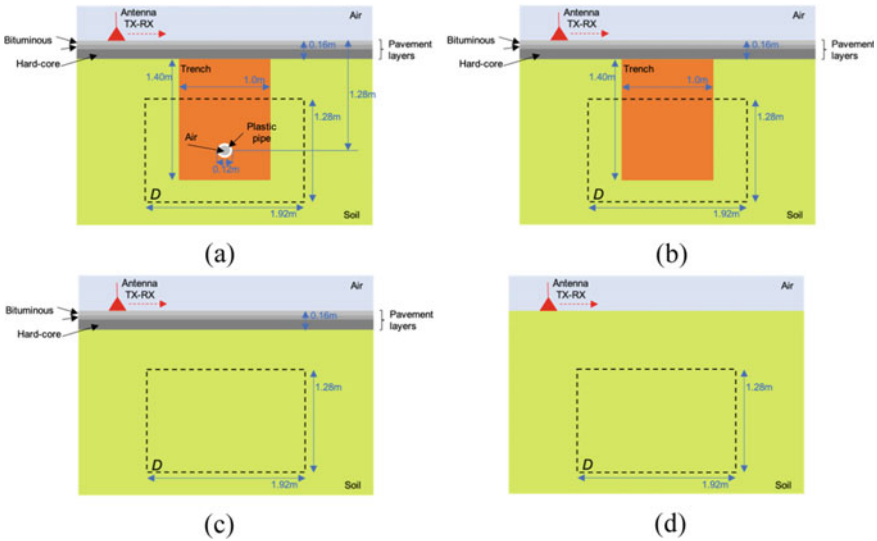 Antenna
TX-RX
Air
Bituminous
Hard-core
0.16m
Pavement
layers
Trench
1.40m
1.0m
1.28m
1.28m
Plastic
pipe
Air
0.12m
D
1.92m
Soil
(a)
Antenna
TX-RX
Air
Bituminous
Hard-core
0.16m
Pavement
layers
Trench
1.40m
1.0m
1.28m
D
1.92m
Soil
(b)
Antenna
TX-RX
Air
Bituminous
Hard-core
0.16m
Pavement
layers
1.28m
D
1.92m
Soil
(c)
Antenna
TX-RX
Air
1.28m
D
1.92m
Soil
(d)